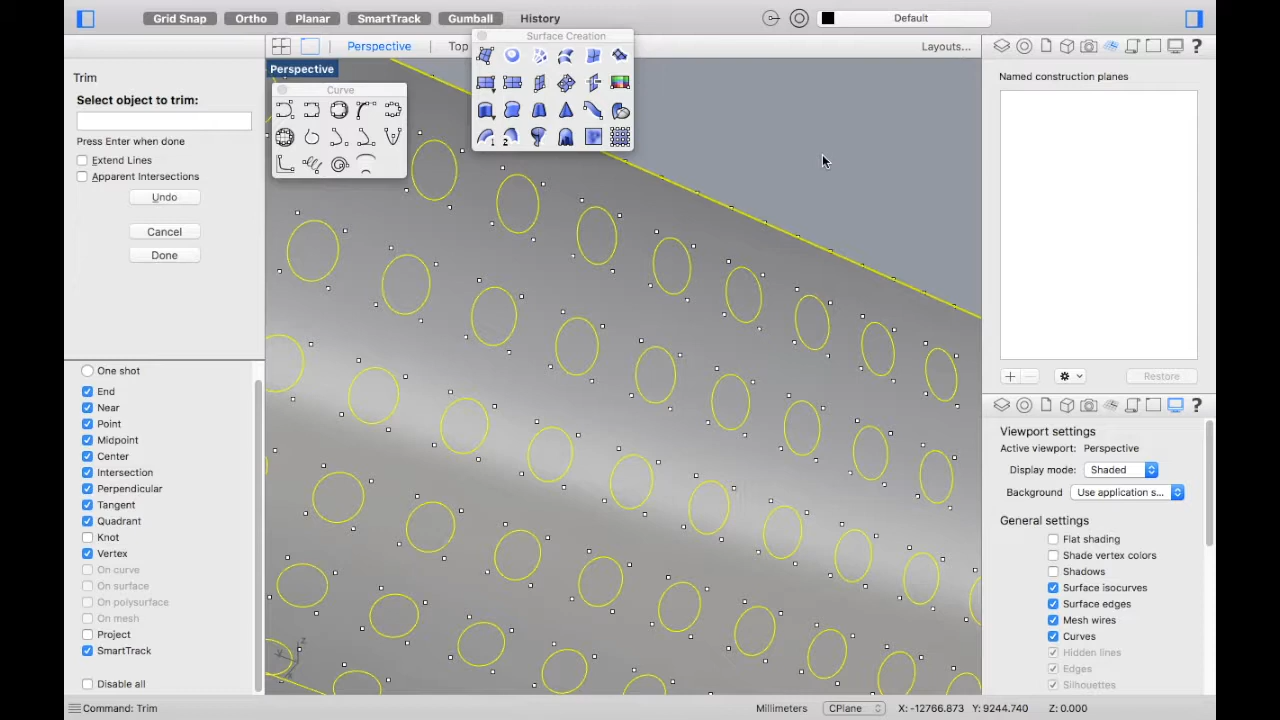 Grid Snap
Ortho
Planar
SmartTrack
Gumball
History
Default
Perspective
Top
Layouts...
Surface Creation
Perspective
Curve
Trim
Select object to trim:
Press Enter when done
Extend Lines
Apparent Intersections
Undo
Cancel
Done
One shot
End
Near
Point
Midpoint
Center
Intersection
Perpendicular
Tangent
Quadrant
Knot
Vertex
On curve
On surface
On polysurface
On mesh
Project
SmartTrack
Disable all
1
2
z
y
x
Named construction planes
Restore
Viewport settings
Active viewport: Perspective
Display mode: Shaded
Background Use application s...
General settings
Flat shading
Shade vertex colors
Shadows
Surface isocurves
Surface edges
Mesh wires
Curves
Hidden lines
Edges
Silhouettes
Command: Trim
Millimeters
CPlane
X: -12766.873 Y: 9244.740
Z: 0.000